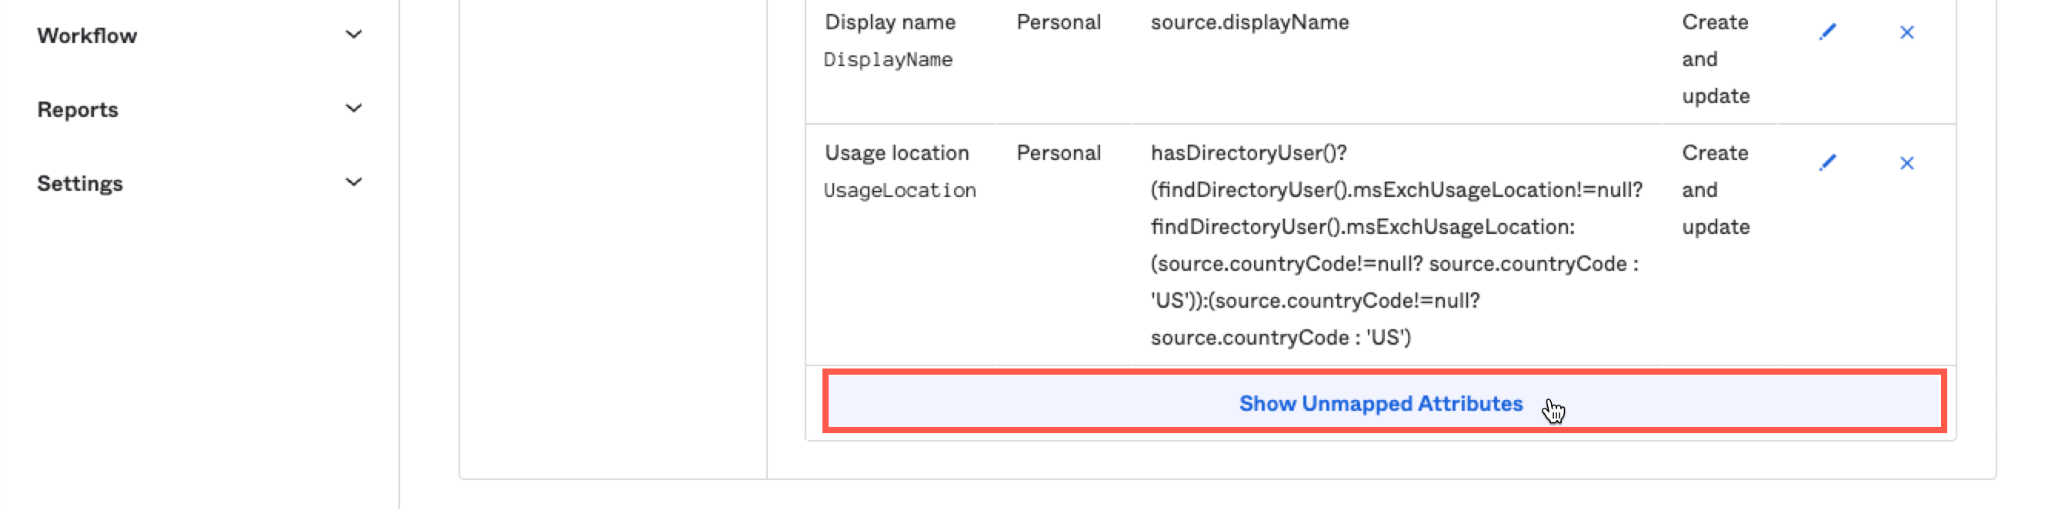 Workflow
Reports
Settings
Display name
DisplayName
Personal
source.displayName
Create
and
update
Usage location
UsageLocation
Personal
hasDirectoryUser()?
(findDirectoryUser().msExchUsageLocation!=null?
findDirectoryUser().msExchUsageLocation:
(source.countryCode!=null? source.countryCode :
'US')):(source.countryCode!=null?
source.countryCode : 'US')
Create
and
update
Show Unmapped Attributes